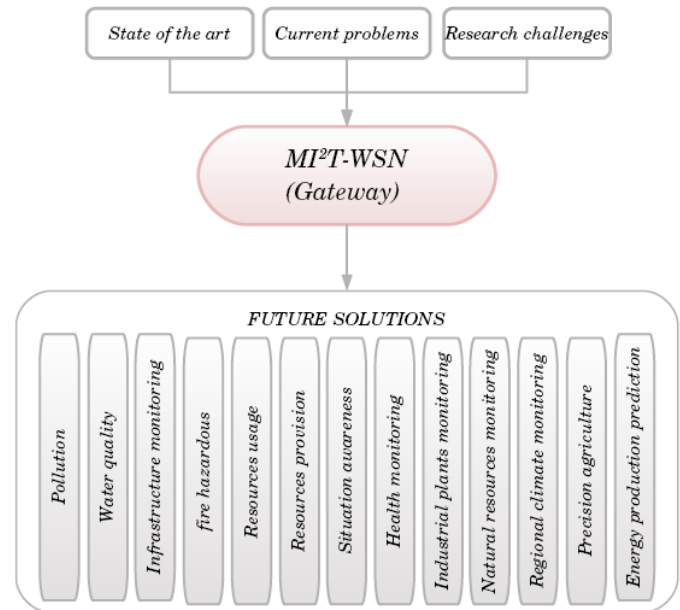 State of the art
Current problems
Research challenges
MI²T-WSN
(Gateway)
FUTURE SOLUTIONS
Pollution
Water quality
Infrastructure monitoring
fire hazardous
Resources usage
Resources provision
Situation awareness
Health monitoring
Industrial plants monitoring
Natural resources monitoring
Regional climate monitoring
Precision agriculture
Energy production prediction